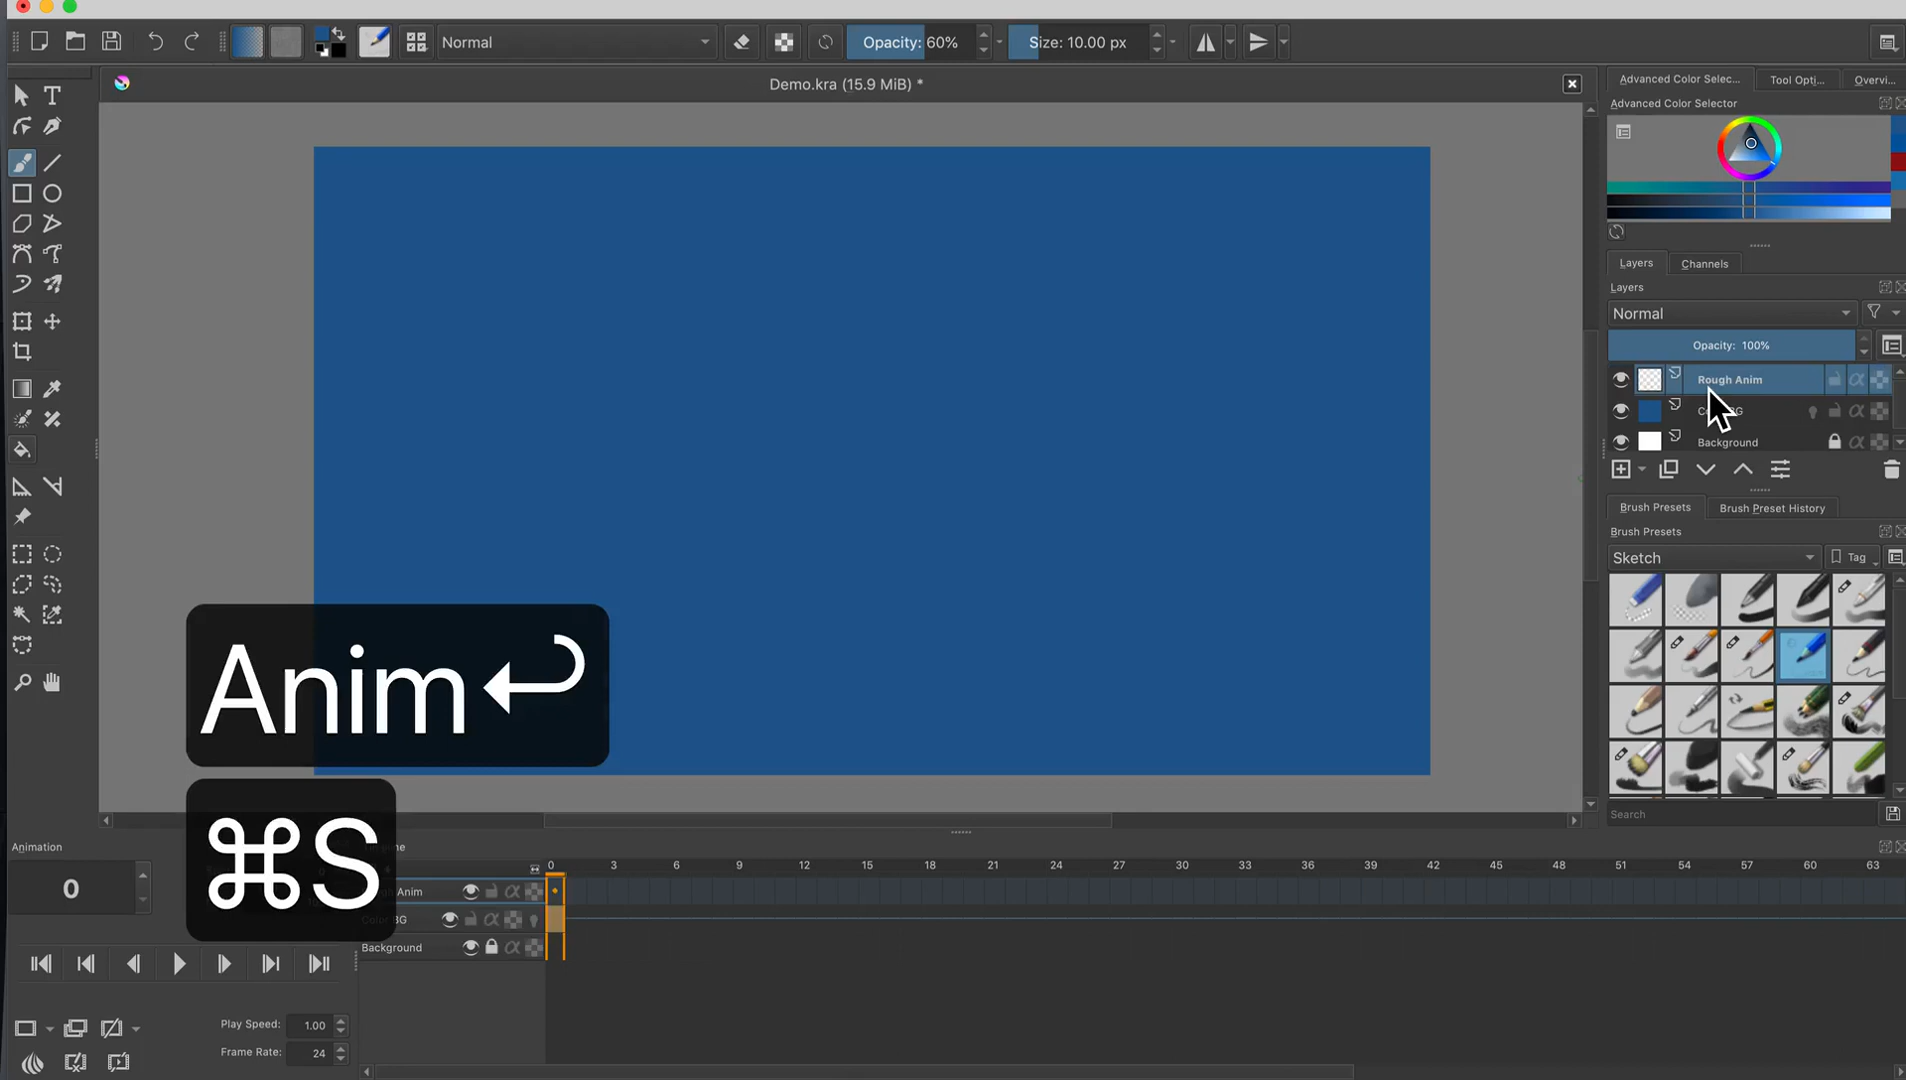 Normal
Opacity: 60%
Size: 10.00 px
Demo.kra (15.9 MiB) *
Advanced Color Selec...
Tool Opti...
Overvi...
Advanced Color Selector
Layers
Channels
Layers
Normal
Opacity: 100%
Rough Anim
BG
Background
Brush Presets
Brush Preset History
Brush Presets
Sketch
Tag
Search
Anim
⌘S
Animation
0
0 3 6 9 12 15 18 21 24 27 30 33 36 39 42 45 48 51 54 57 60 63
Anim
Color BG
Background
Play Speed: 1.00
Frame Rate: 24